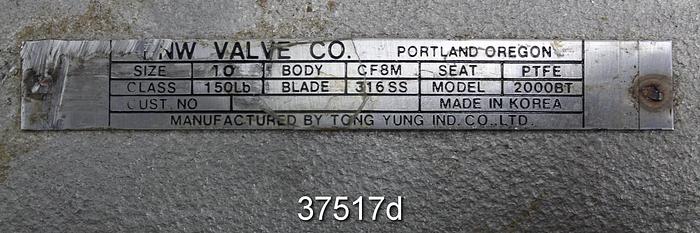 NW VALVE CO. PORTLAND OREGON
SIZE 10 BODY CF8M SEAT PTFE
CLASS 150Lb BLADE 316SS MODEL 2000BT
CUST. NO MADE IN KOREA
MANUFACTURED BY TONG YUNG IND. CO., LTD.
37517d